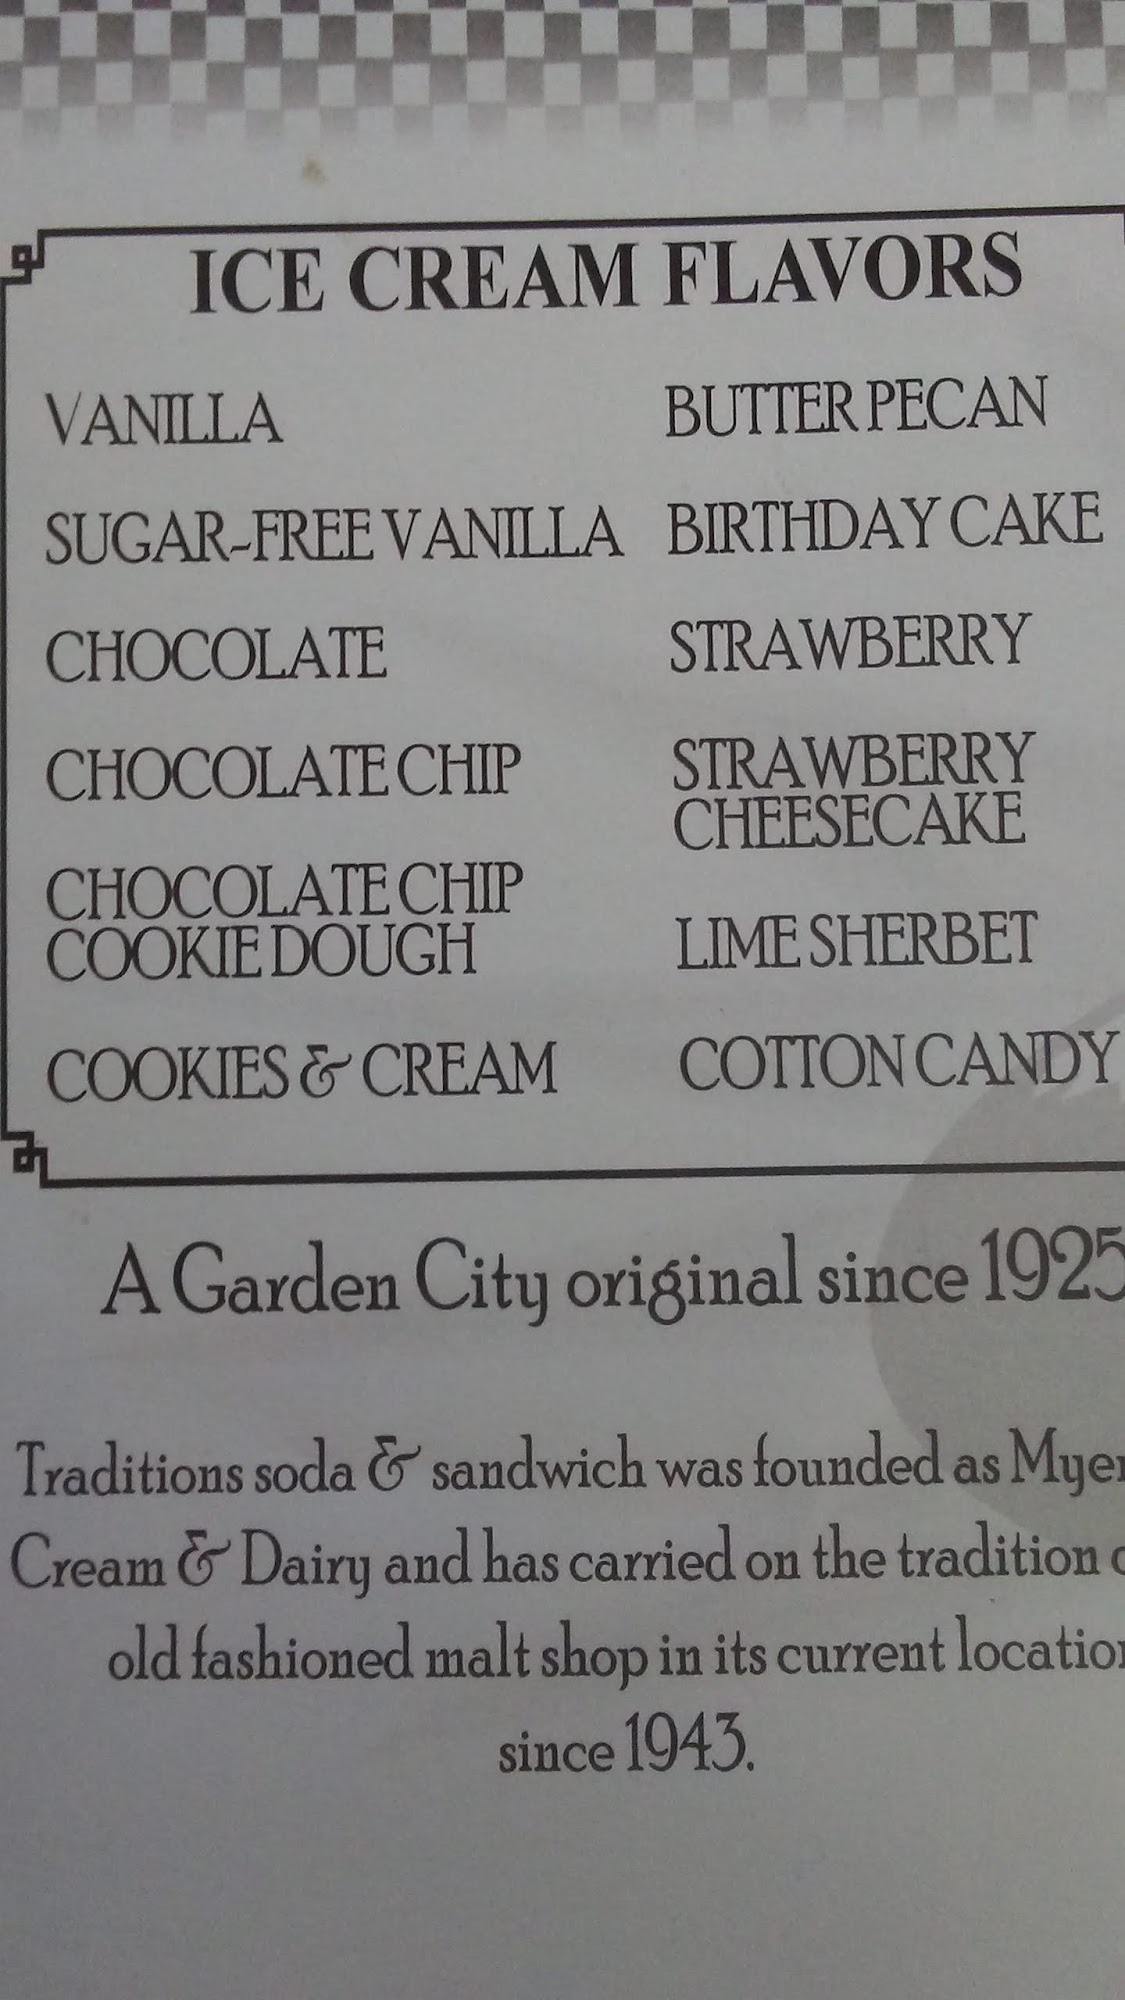 ICE CREAM FLAVORS
VANILLA
SUGAR-FREE VANILLA
CHOCOLATE
CHOCOLATE CHIP
CHOCOLATE CHIP
COOKIE DOUGH
COOKIES & CREAM
BUTTER PECAN
BIRTHDAY CAKE
STRAWBERRY
STRAWBERRY
CHEESECAKE
LIME SHERBET
COTTON CANDY
A Garden City original since 1925
Traditions soda & sandwich was founded as
Cream & Dairy and has carried on the tradition
old fashioned malt shop in its current
since 1943.